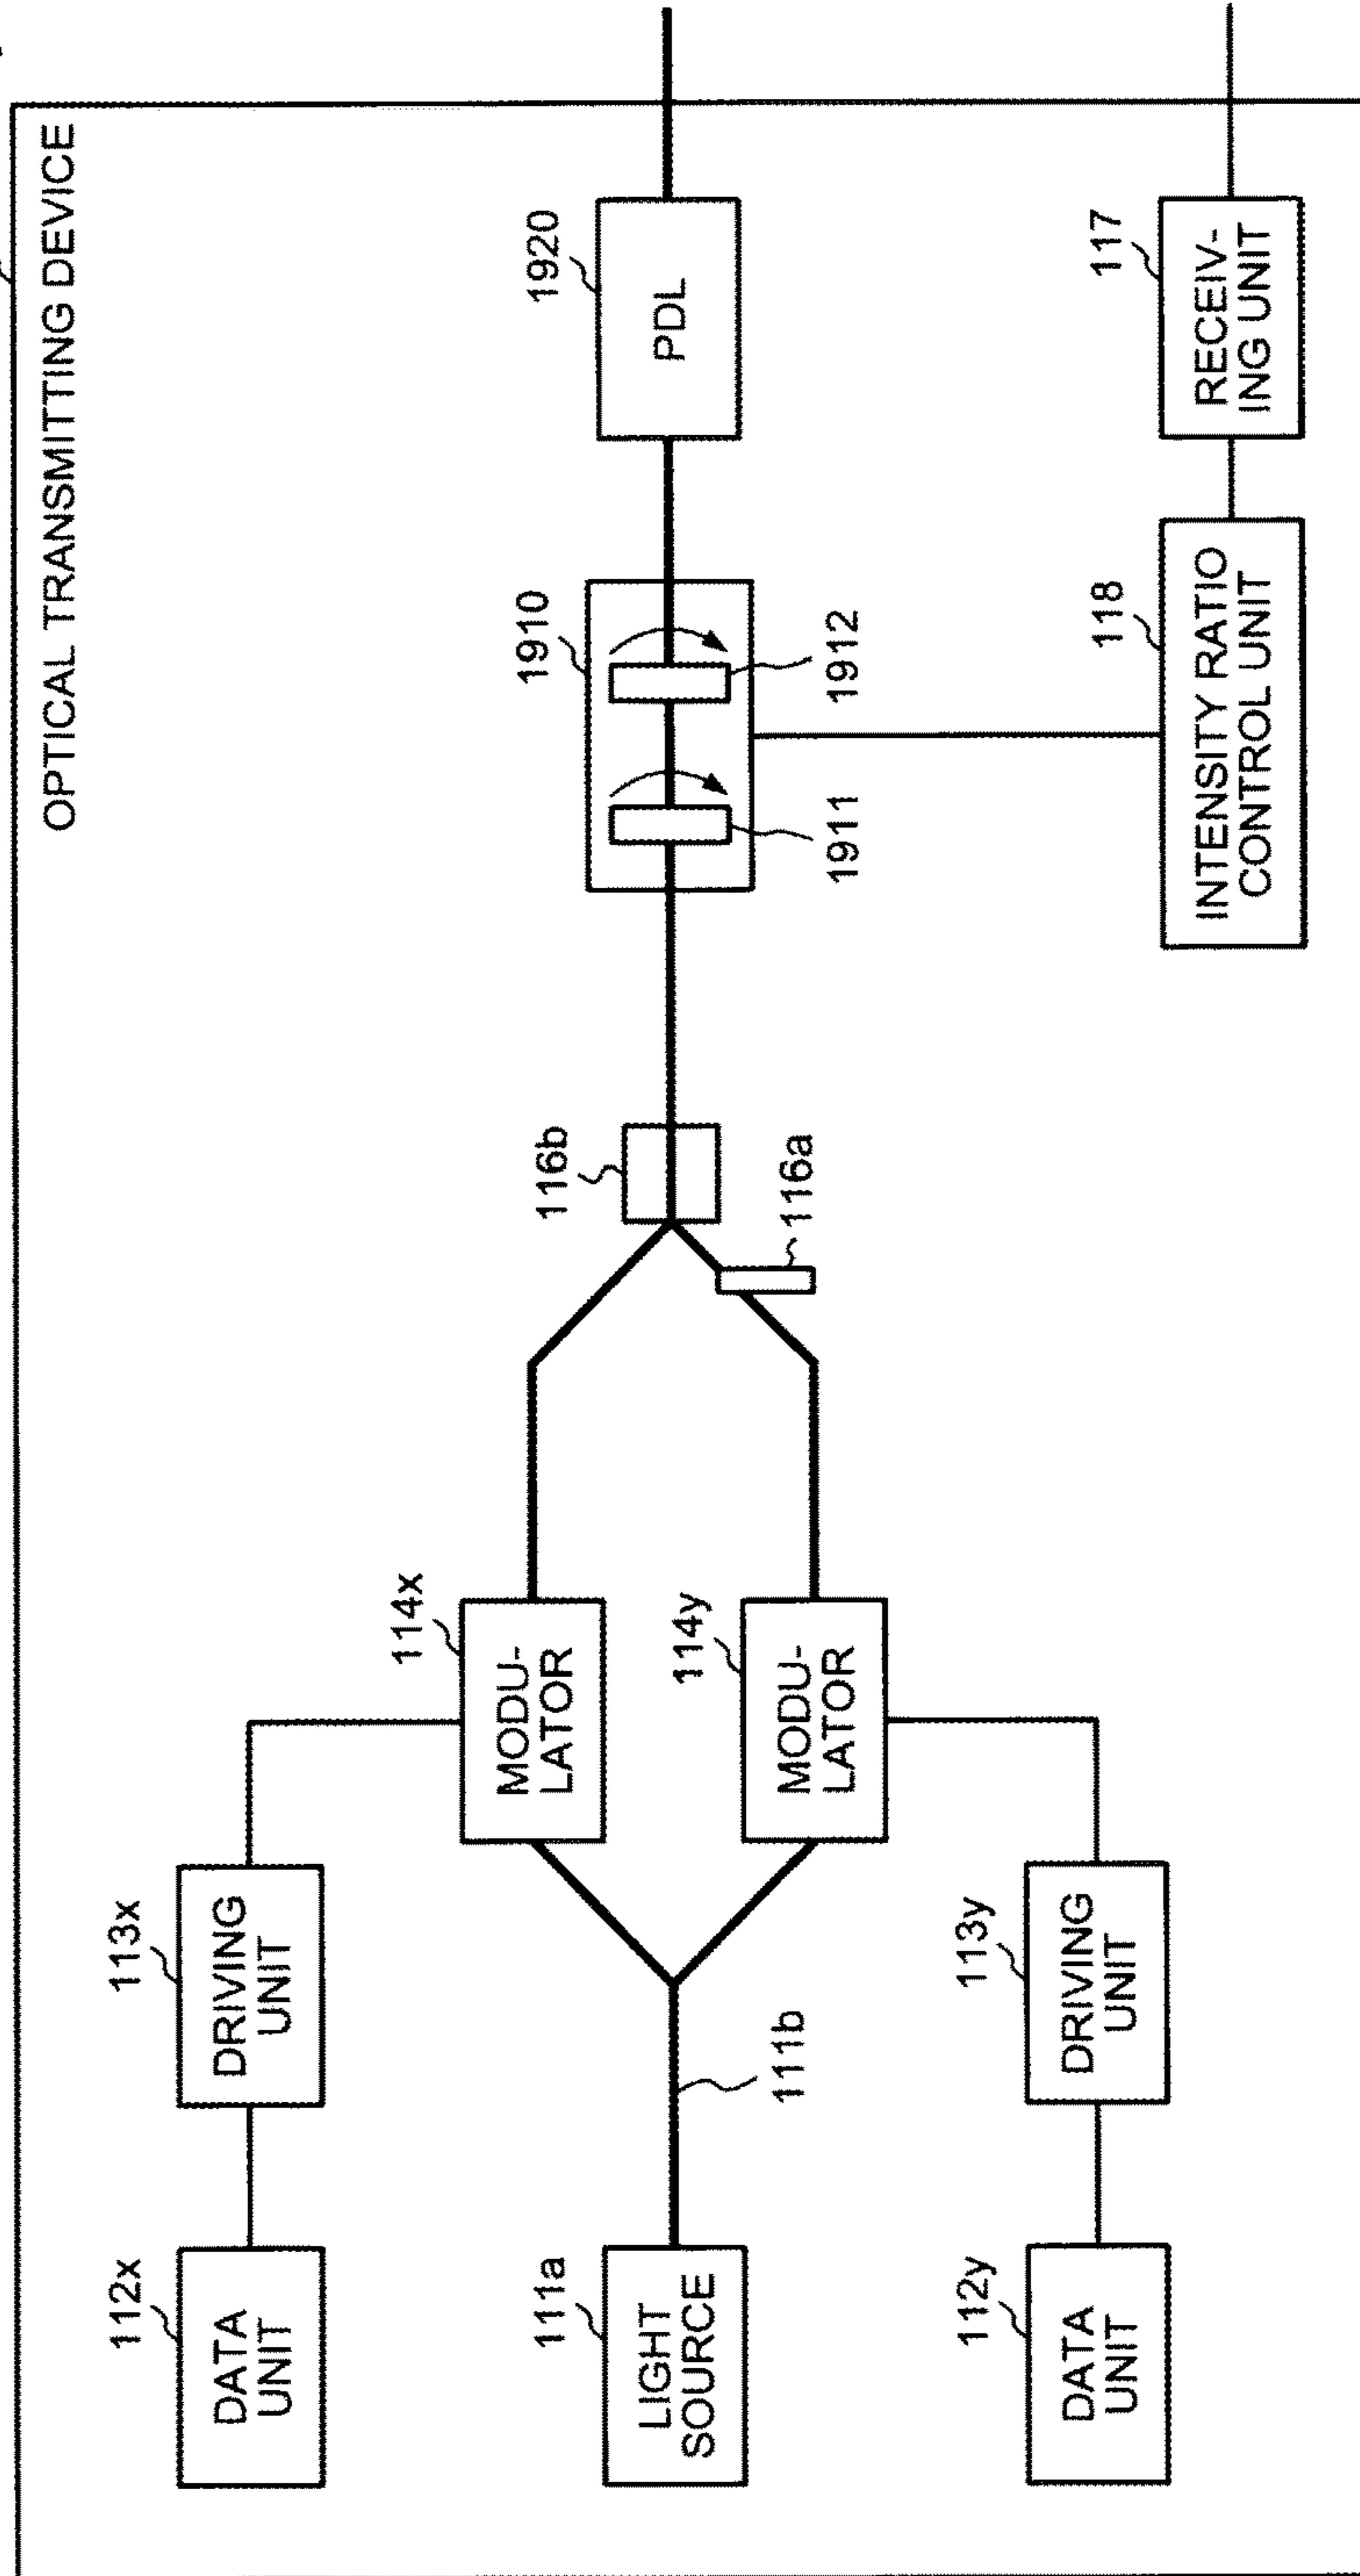 OPTICAL TRANSMITTING DEVICE
112x
DATA
UNIT
113x
DRIVING
UNIT
114x
MODU-
LATOR
111a
LIGHT
SOURCE
111b
114y
MODU-
LATOR
112y
DATA
UNIT
113y
DRIVING
UNIT
116b
116a
1910
1911
1912
1920
PDL
118
INTENSITY RATIO
CONTROL UNIT
117
RECEIV-
ING UNIT